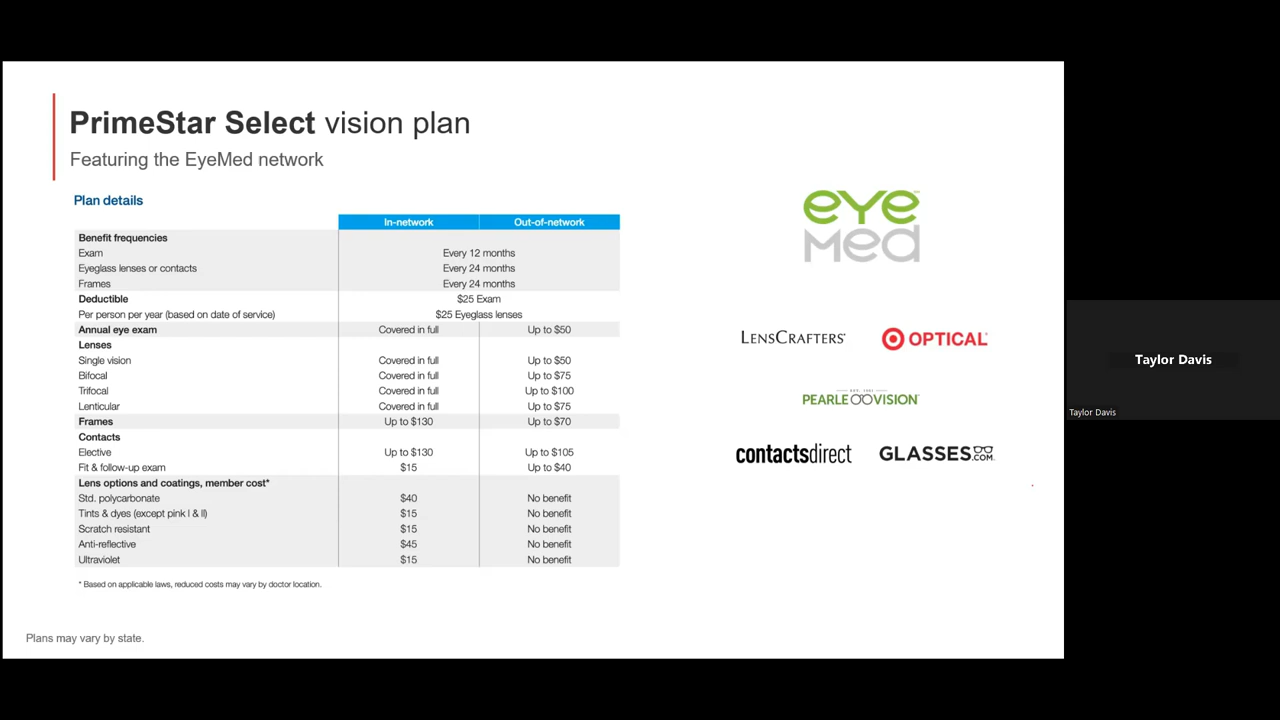 PrimeStar Select vision plan
Featuring the EyeMed network
Plan details
In-network Out-of-network
Benefit frequencies
Exam Every 12 months
Eyeglass lenses or contacts Every 24 months
Frames Every 24 months
Deductible $25 Exam
Per person per year (based on date of service) $25 Eyeglass lenses
Annual eye exam Covered in full Up to $50
Lenses
Single vision Covered in full Up to $50
Bifocal Covered in full Up to $75
Trifocal Covered in full Up to $100
Lenticular Covered in full Up to $75
Frames Up to $130 Up to $70
Contacts
Elective Up to $130 Up to $105
Fit & follow-up exam $15 Up to $40
Lens options and coatings, member cost*
Std. polycarbonate $40 No benefit
Tints & dyes (except pink I & II) $15 No benefit
Scratch resistant $15 No benefit
Anti-reflective $45 No benefit
Ultraviolet $15 No benefit
* Based on applicable laws, reduced costs may vary by doctor location.
Plans may vary by state.
eye
med
LENSCRAFTERS
OPTICAL
PEARLE VISION
contactsdirect GLASSES.COM
Taylor Davis
Taylor Davis